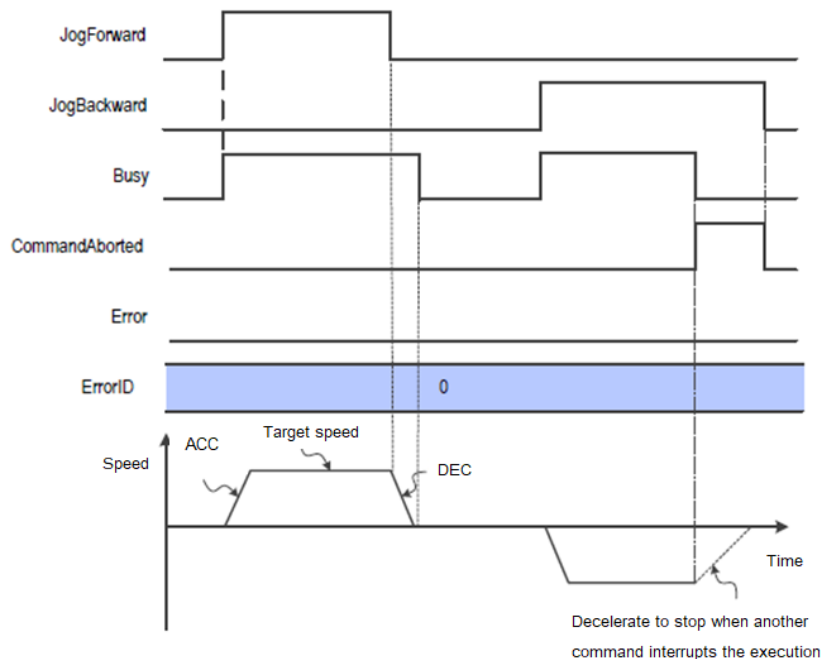 JogForward
JogBackward
Busy
CommandAborted
Error
ErrorID
0
Target speed
ACC
Speed
DEC
Time
Decelerate to stop when another
command interrupts the execution